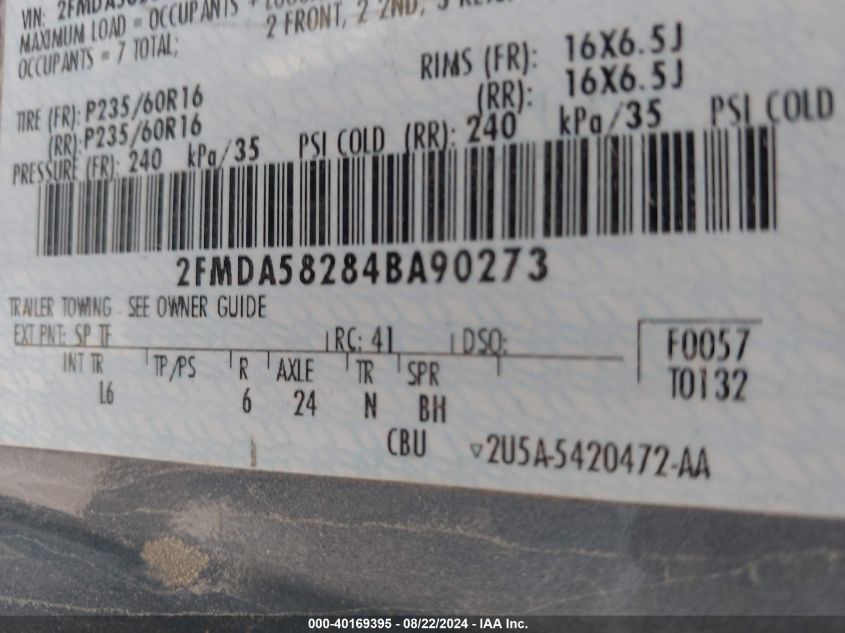 VIN:
MAXIMUM LOAD = OCCUPANTS +
OCCUPANTS = 7 TOTAL; 2 FRONT, 2 2ND, 3
RIMS (FR): 16X6.5J
TIRE (FR): P235/60R16 (RR): 16X6.5J
(RR): P235/60R16
PRESSURE (FR): 240 kPa/35 PSI COLD (RR): 240 kPa/35 PSI COLD
2FMDA58284BA90273
TRAILER TOWING - SEE OWNER GUIDE
EXT PNT: SP TF RC: 41 DSO: F0057
INT TR TP/PS R AXLE TR SPR T0132
L6 6 24 N BH
CBU ▿2U5A-5420472-AA
000-40169395 - 08/22/2024 - IAA Inc.